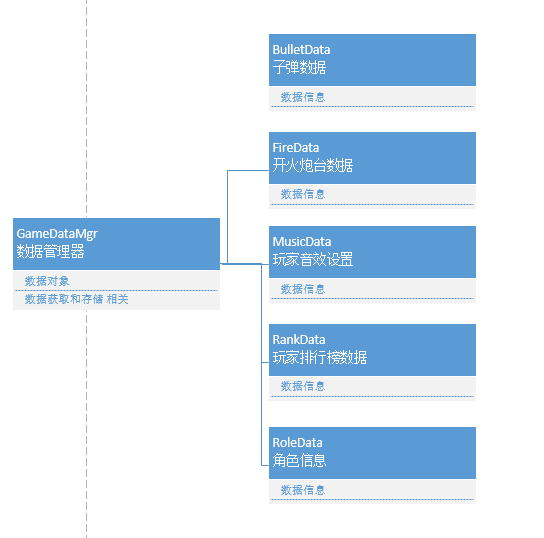 BulletData
子弹数据
数据信息
FireData
开火炮台数据
数据信息
GameDataMgr
数据管理器
数据对象
数据获取和存储 相关
MusicData
玩家音效设置
数据信息
RankData
玩家排行榜数据
数据信息
RoleData
角色信息
数据信息